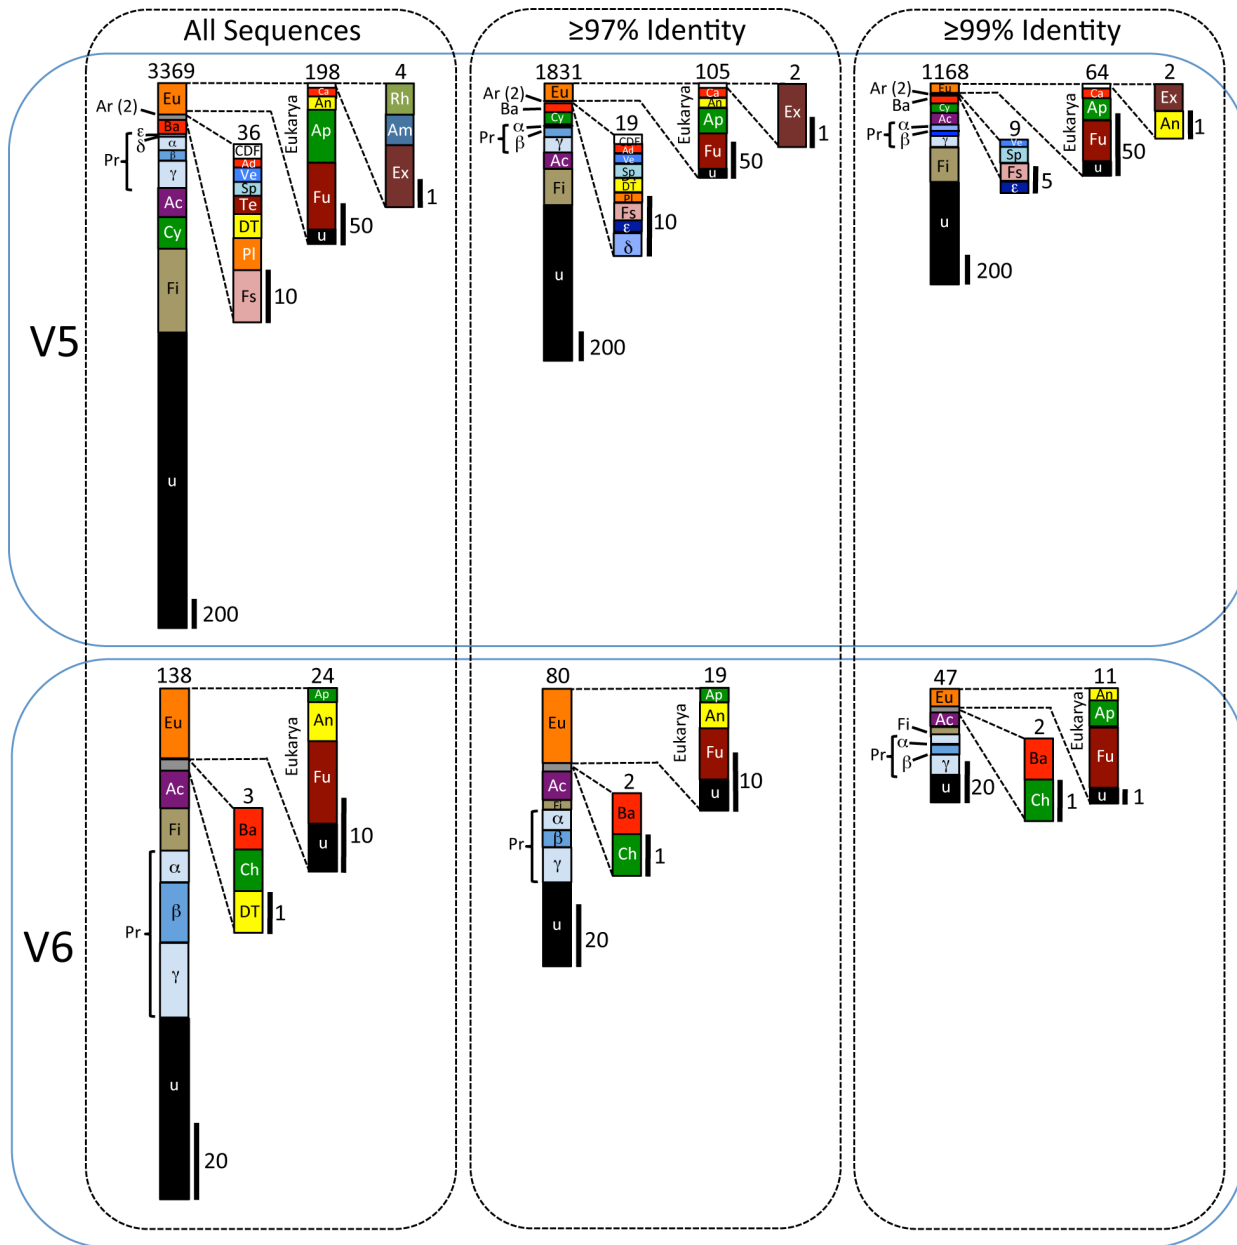 All Sequences
≥97% Identity
≥99% Identity
V5
3369
198
4
Eu
Ar (2)
Ba
ε
δ
Pr
α
β
γ
Ac
Cy
Fi
u
200
36
CDF
Ad
Ve
Sp
Te
DT
Pl
Fs
10
Eukarya
Ca
An
Ap
Fu
u
50
Rh
Am
Ex
1
1831
105
2
Eu
Ar (2)
Ba
Cy
Pr
α
β
γ
Ac
Fi
u
200
19
CDF
Ad
Ve
Sp
DT
Pl
Fs
ε
δ
10
Eukarya
Ca
An
Ap
Fu
u
50
Ex
1
1168
64
2
Eu
Ar (2)
Ba
Cy
Ac
Pr
α
β
γ
Fi
u
200
9
Ve
Sp
Fs
ε
5
Eukarya
Ca
Ap
Fu
u
50
Ex
An
1
V6
138
24
Eu
Ac
Fi
Pr
α
β
γ
u
20
3
Ba
Ch
DT
1
Eukarya
Ap
An
Fu
u
10
80
19
Eu
Ac
Fi
Pr
α
β
γ
u
20
2
Ba
Ch
1
Eukarya
Ap
An
Fu
u
10
47
11
Eu
Ac
Fi
Pr
α
β
γ
u
20
2
Ba
Ch
1
Eukarya
An
Ap
Fu
u
1